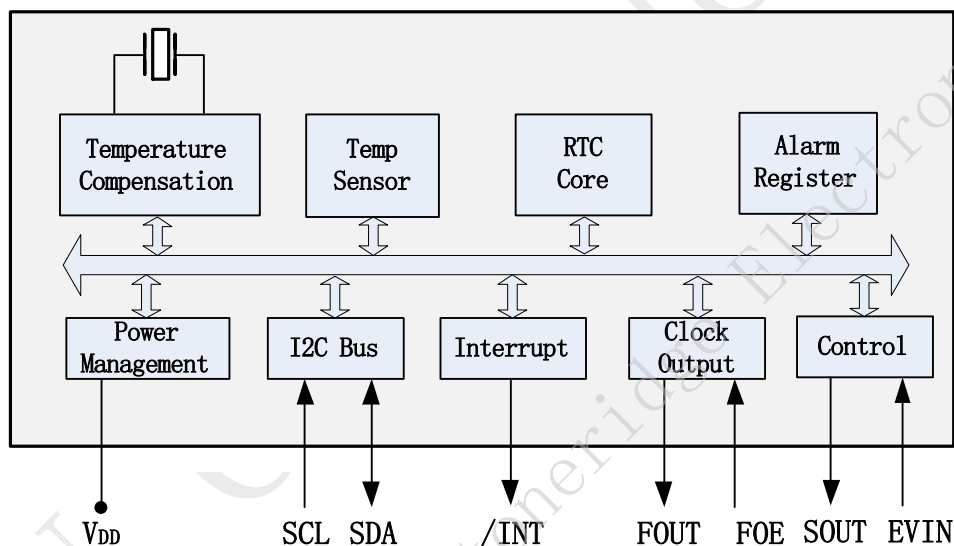 Temperature
Compensation
Temp
Sensor
RTC
Core
Alarm
Register
Power
Management
I2C Bus
Interrupt
Clock
Output
Control
VDD
SCL
SDA
/INT
FOUT
FOE
SOUT
EVIN